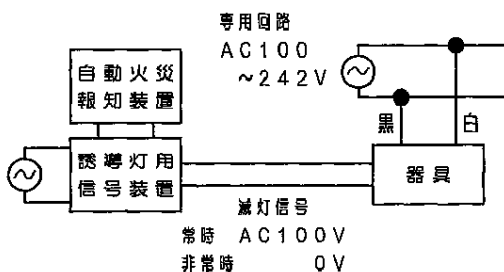 専用回路
AC100
～242V
自動火災
報知装置
黒
白
誘導灯用
信号装置
器具
滅灯信号
常時 AC100V
非常時 0V